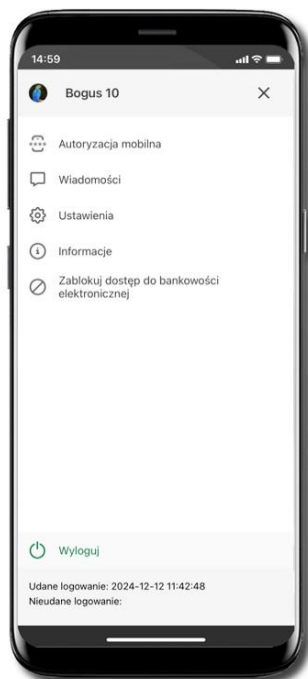 14:59
Bogus 10
Autoryzacja mobilna
Wiadomości
Ustawienia
Informacje
Zablokuj dostęp do bankowości
elektronicznej
Wyloguj
Udane logowanie: 2024-12-12 11:42:48
Nieudane logowanie: